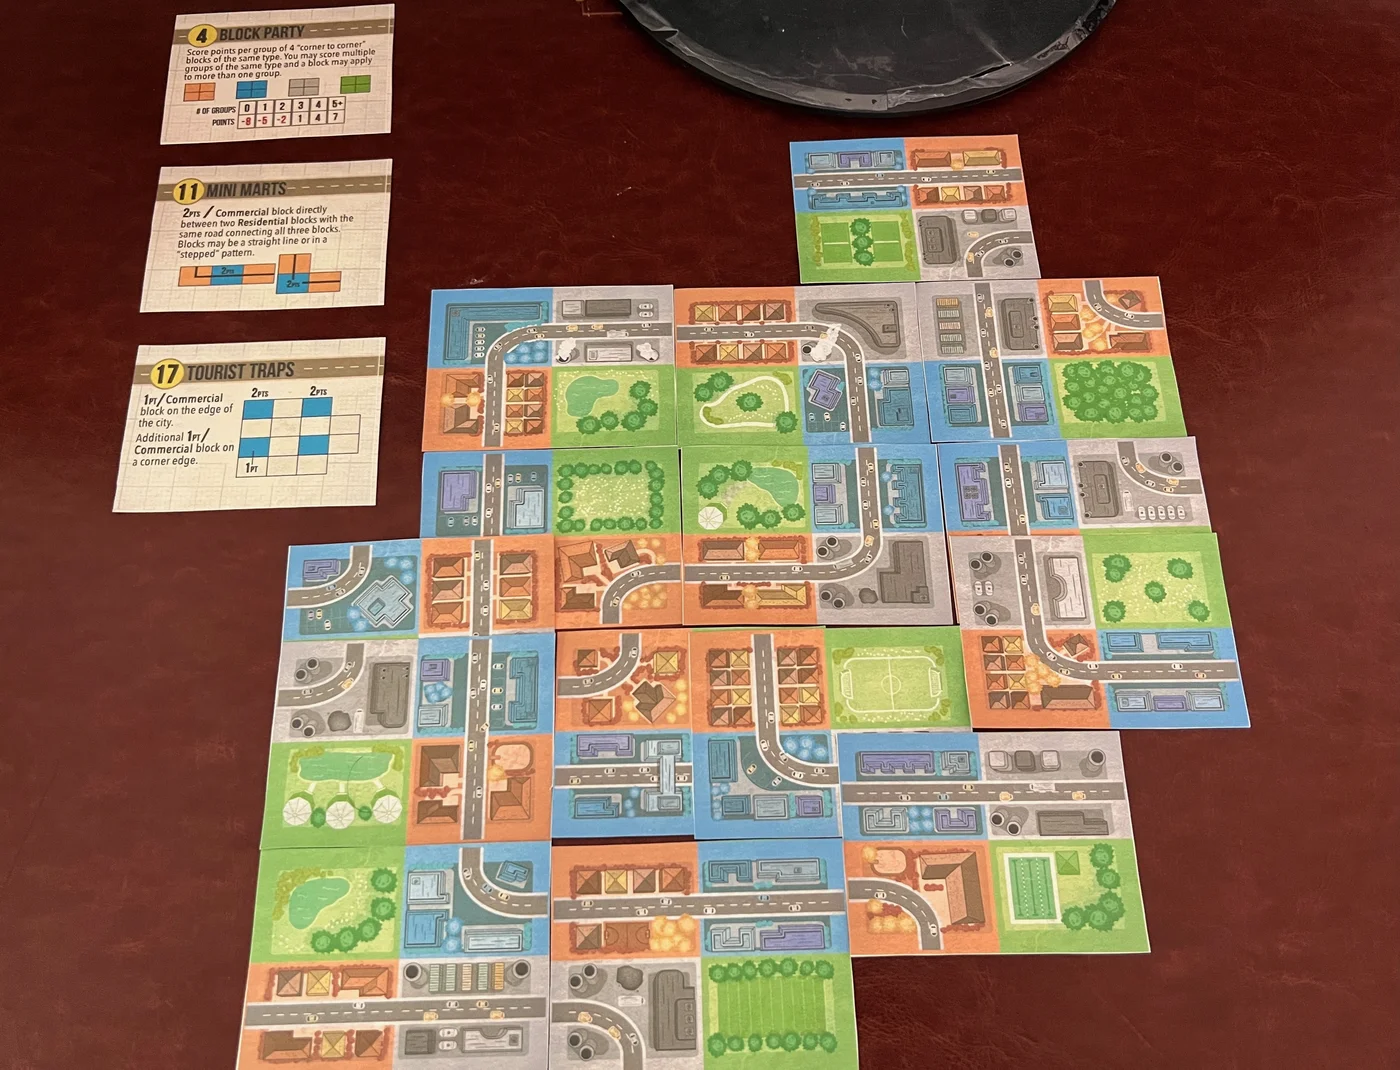 4 BLOCK PARTY
Score points per group of 4 "corner to corner"
blocks of the same type. You may score multiple
groups of the same type and a block may apply
to more than one group.
# OF GROUPS 0 1 2 3 4 5+
POINTS -8 -5 -2 1 4 7
11 MINI MARTS
2PTS / Commercial block directly
between two Residential blocks with the
same road connecting all three blocks.
Blocks may be a straight line or in a
"stepped" pattern.
2PTS
2PTS
17 TOURIST TRAPS
1PT/Commercial
block on the edge of
the city.
Additional 1PT/
Commercial block on
a corner edge.
2PTS 2PTS
1PT